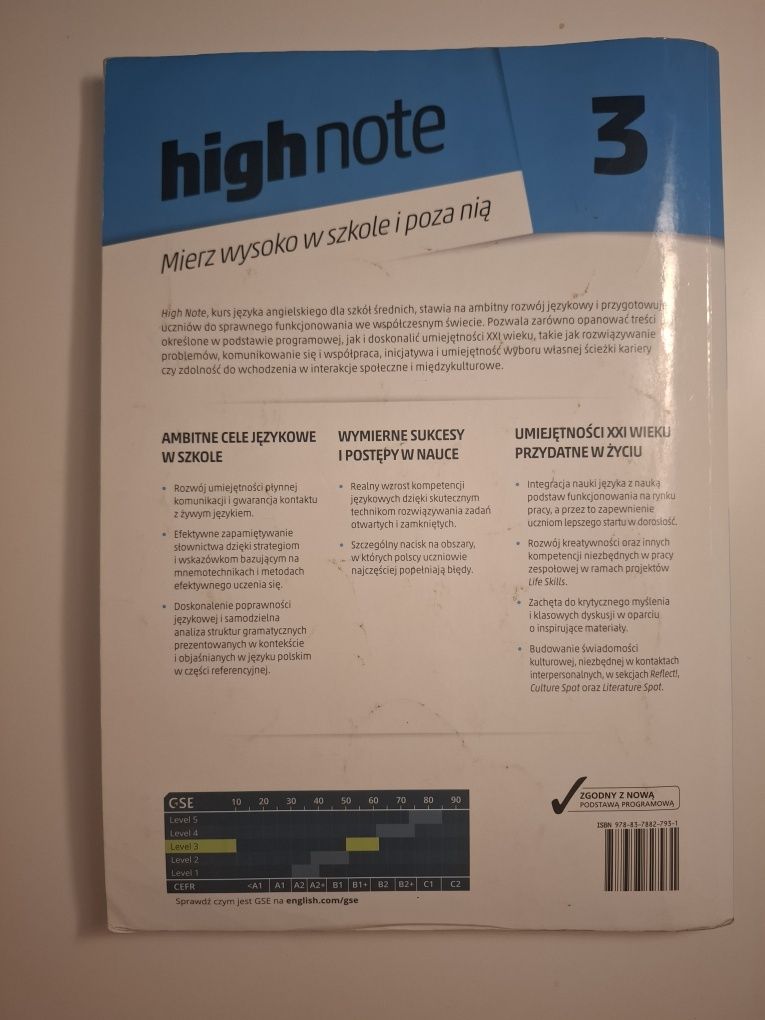 highnote
3
Mierz wysoko w szkole i poza nią
High Note, kurs języka angielskiego dla szkół średnich, stawia na ambitny rozwój językowy i przygotowuje
uczniów do sprawnego funkcjonowania we współczesnym świecie. Pozwala zarówno opanować treści
określone w podstawie programowej, jak i doskonalić umiejętności XXI wieku, takie jak rozwiązywanie
problemów, komunikowanie się i współpraca, inicjatywa i umiejętność wyboru własnej ścieżki kariery
czy zdolność do wchodzenia w interakcje społeczne i międzykulturowe.
AMBITNE CELE JĘZYKOWE
W SZKOLE
• Rozwój umiejętności płynnej
komunikacji i gwarancja kontaktu
z żywym językiem.
• Efektywne zapamiętywanie
słownictwa dzięki strategiom
i wskazówkom bazującym na
mnemotechnikach i metodach
efektywnego uczenia się.
• Doskonalenie poprawności
językowej i samodzielna
analiza struktur gramatycznych
prezentowanych w kontekście
i objaśnianych w języku polskim
w części referencyjnej.
WYMIERNE SUKCESY
I POSTĘPY W NAUCE
• Realny wzrost kompetencji
językowych dzięki skutecznym
technikom rozwiązywania zadań
otwartych i zamkniętych.
• Szczególny nacisk na obszary,
w których polscy uczniowie
najczęściej popełniają błędy.
UMIEJĘTNOŚCI XXI WIEKU
PRZYDATNE W ŻYCIU
• Integracja nauki języka z nauką
podstaw funkcjonowania na rynku
pracy, a przez to zapewnienie
uczniom lepszego startu w dorosłość.
• Rozwój kreatywności oraz innych
kompetencji niezbędnych w pracy
zespołowej w ramach projektów
Life Skills.
• Zachęta do krytycznego myślenia
i klasowych dyskusji w oparciu
o inspirujące materiały.
• Budowanie świadomości
kulturowej, niezbędnej w kontaktach
interpersonalnych, w sekcjach Reflect!,
Culture Spot oraz Literature Spot.
GSE 10 20 30 40 50 60 70 80 90
Level 5
Level 4
Level 3
Level 2
Level 1
CEFR <A1 A1 A2 A2+ B1 B1+ B2 B2+ C1 C2
Sprawdź czym jest GSE na english.com/gse
ZGODNY Z NOWĄ
PODSTAWĄ PROGRAMOWĄ
ISBN 978-83-7882-793-1